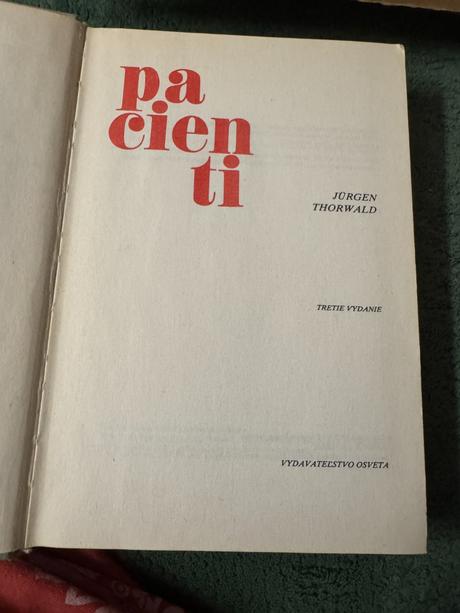 pa
cien
ti
JÜRGEN
THORWALD
TRETIE VYDANIE
VYDAVATEĽSTVO OSVETA